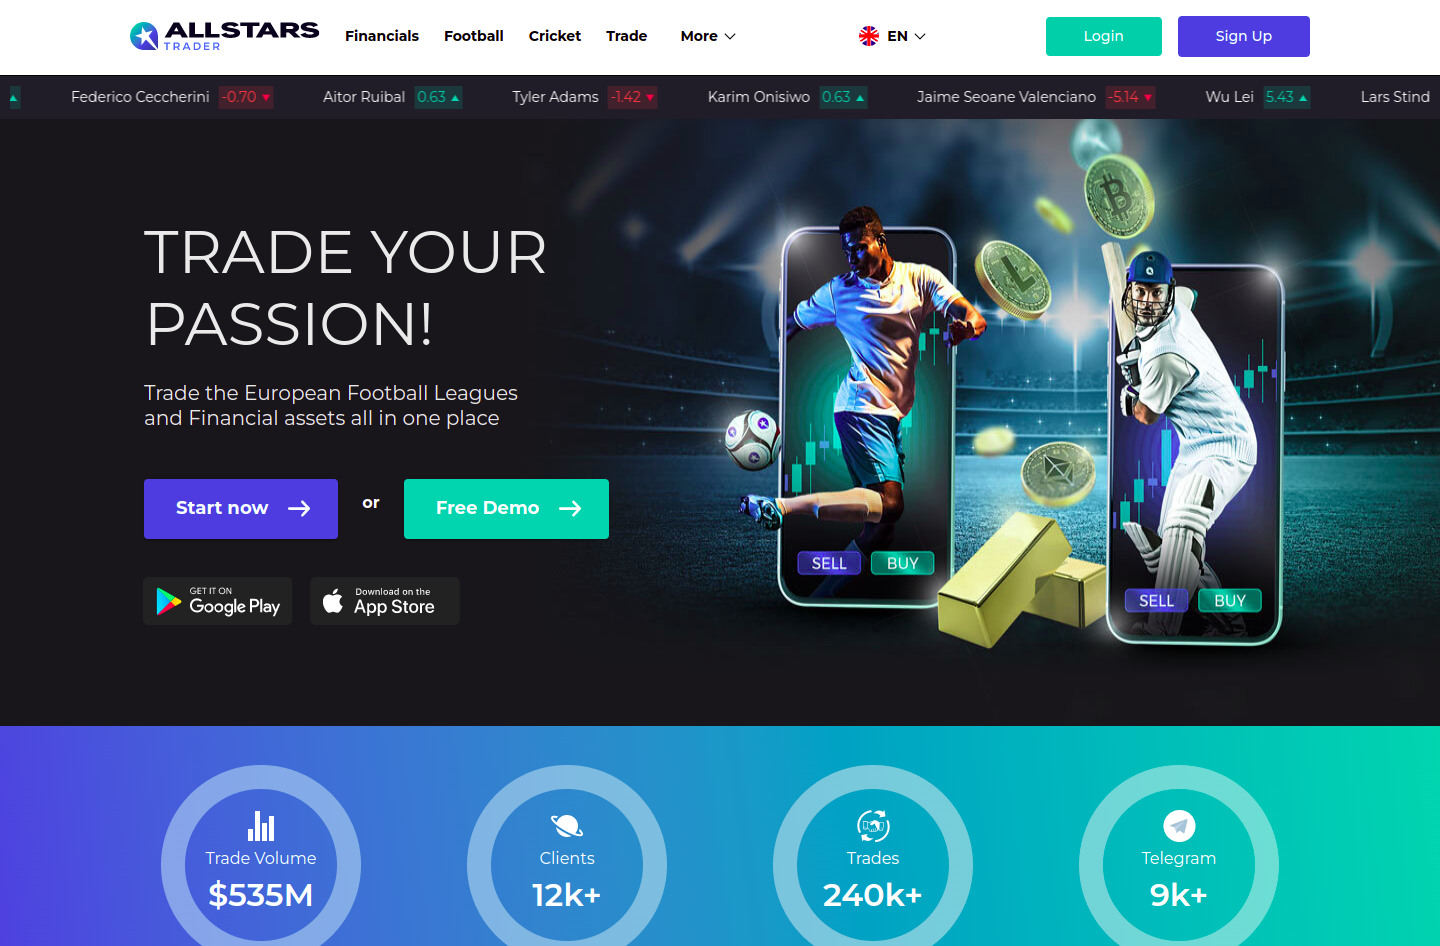 ALLSTARS
TRADER
Financials Football Cricket Trade More EN Login Sign Up
Federico Ceccherini -0.70 Aitor Ruibal 0.63 Tyler Adams -1.42 Karim Onisiwo 0.63 Jaime Seoane Valenciano -5.14 Wu Lei 5.43 Lars Stind
TRADE YOUR
PASSION!
Trade the European Football Leagues
and Financial assets all in one place
Start now or Free Demo
GET IT ON
Google Play
Download on the
App Store
SELL BUY
SELL BUY
Trade Volume
$535M
Clients
12k+
Trades
240k+
Telegram
9k+